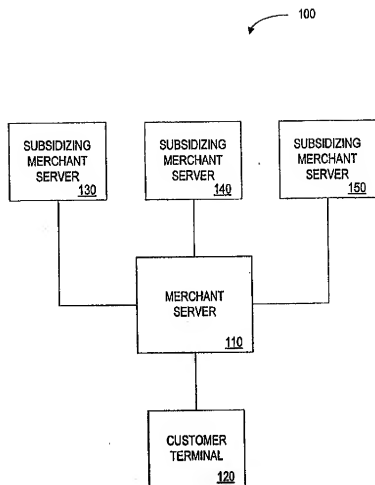 100
SUBSIDIZING
MERCHANT
SERVER
130
SUBSIDIZING
MERCHANT
SERVER
140
SUBSIDIZING
MERCHANT
SERVER
150
MERCHANT
SERVER
110
CUSTOMER
TERMINAL
120